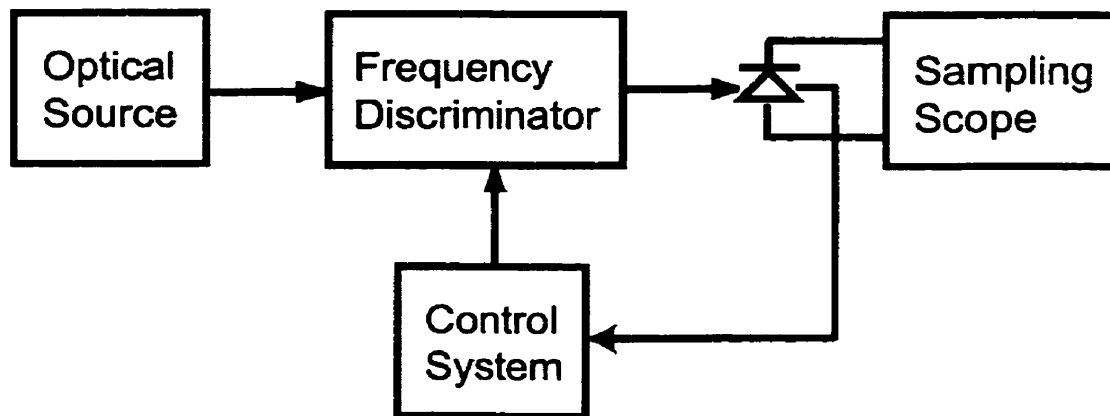 Optical
Source
Frequency
Discriminator
Sampling
Scope
Control
System